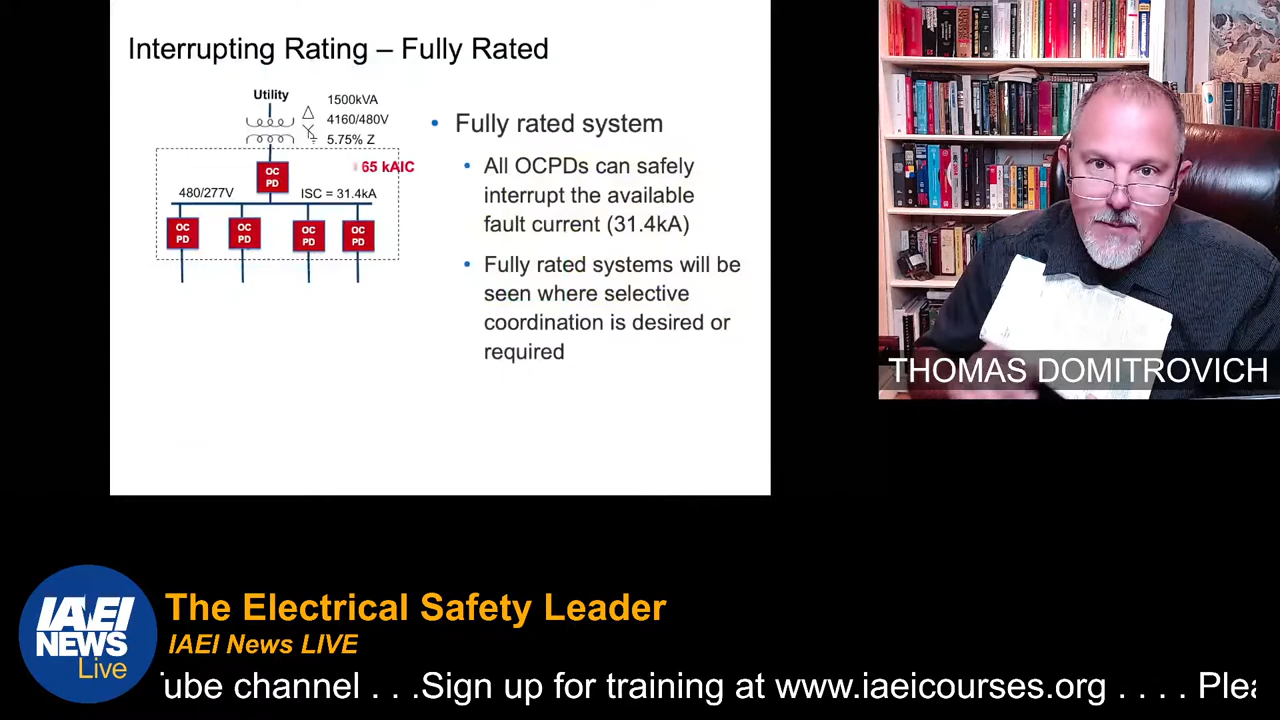 Interrupting Rating – Fully Rated
Utility
1500kVA
4160/480V
5.75% Z
65 kAIC
OC
PD
480/277V
ISC = 31.4kA
OC
PD
OC
PD
OC
PD
OC
PD
• Fully rated system
• All OCPDs can safely
interrupt the available
fault current (31.4kA)
• Fully rated systems will be
seen where selective
coordination is desired or
required
THOMAS DOMITROVICH
IAEI
NEWS
Live
The Electrical Safety Leader
IAEI News LIVE
ube channel . . .Sign up for training at www.iaeicourses.org . . . . Plea